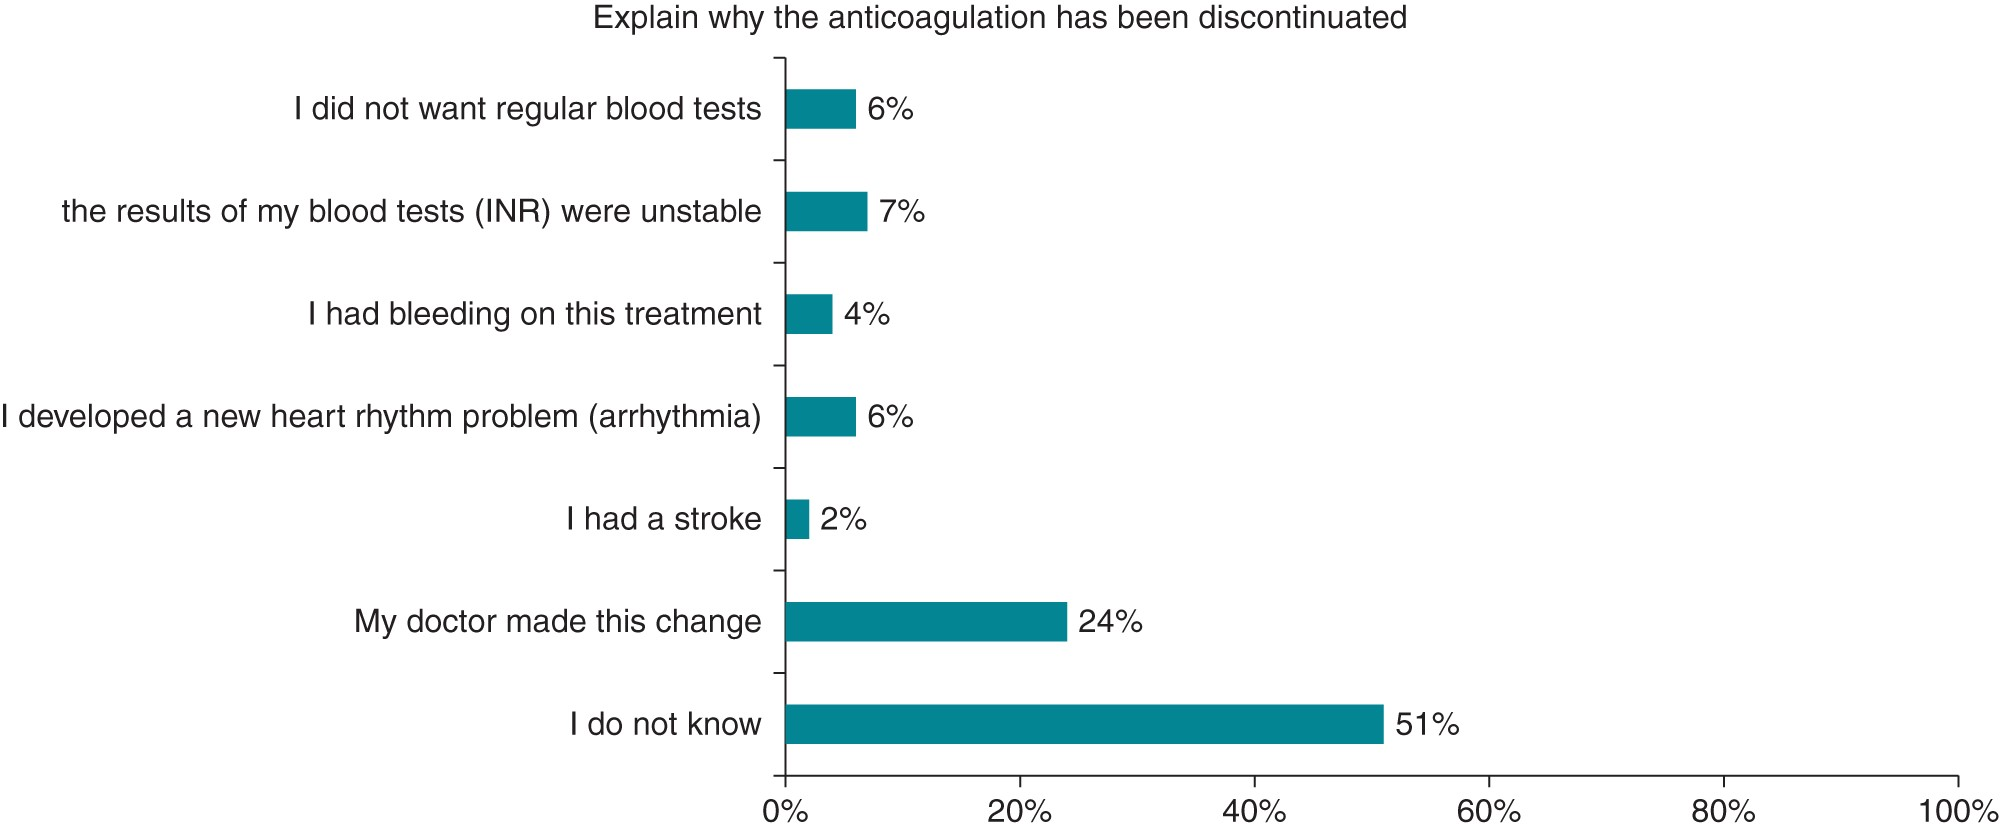 Explain why the anticoagulation has been discontinuated
I did not want regular blood tests 6%
the results of my blood tests (INR) were unstable 7%
I had bleeding on this treatment 4%
I developed a new heart rhythm problem (arrhythmia) 6%
I had a stroke 2%
My doctor made this change 24%
I do not know 51%
0% 20% 40% 60% 80% 100%